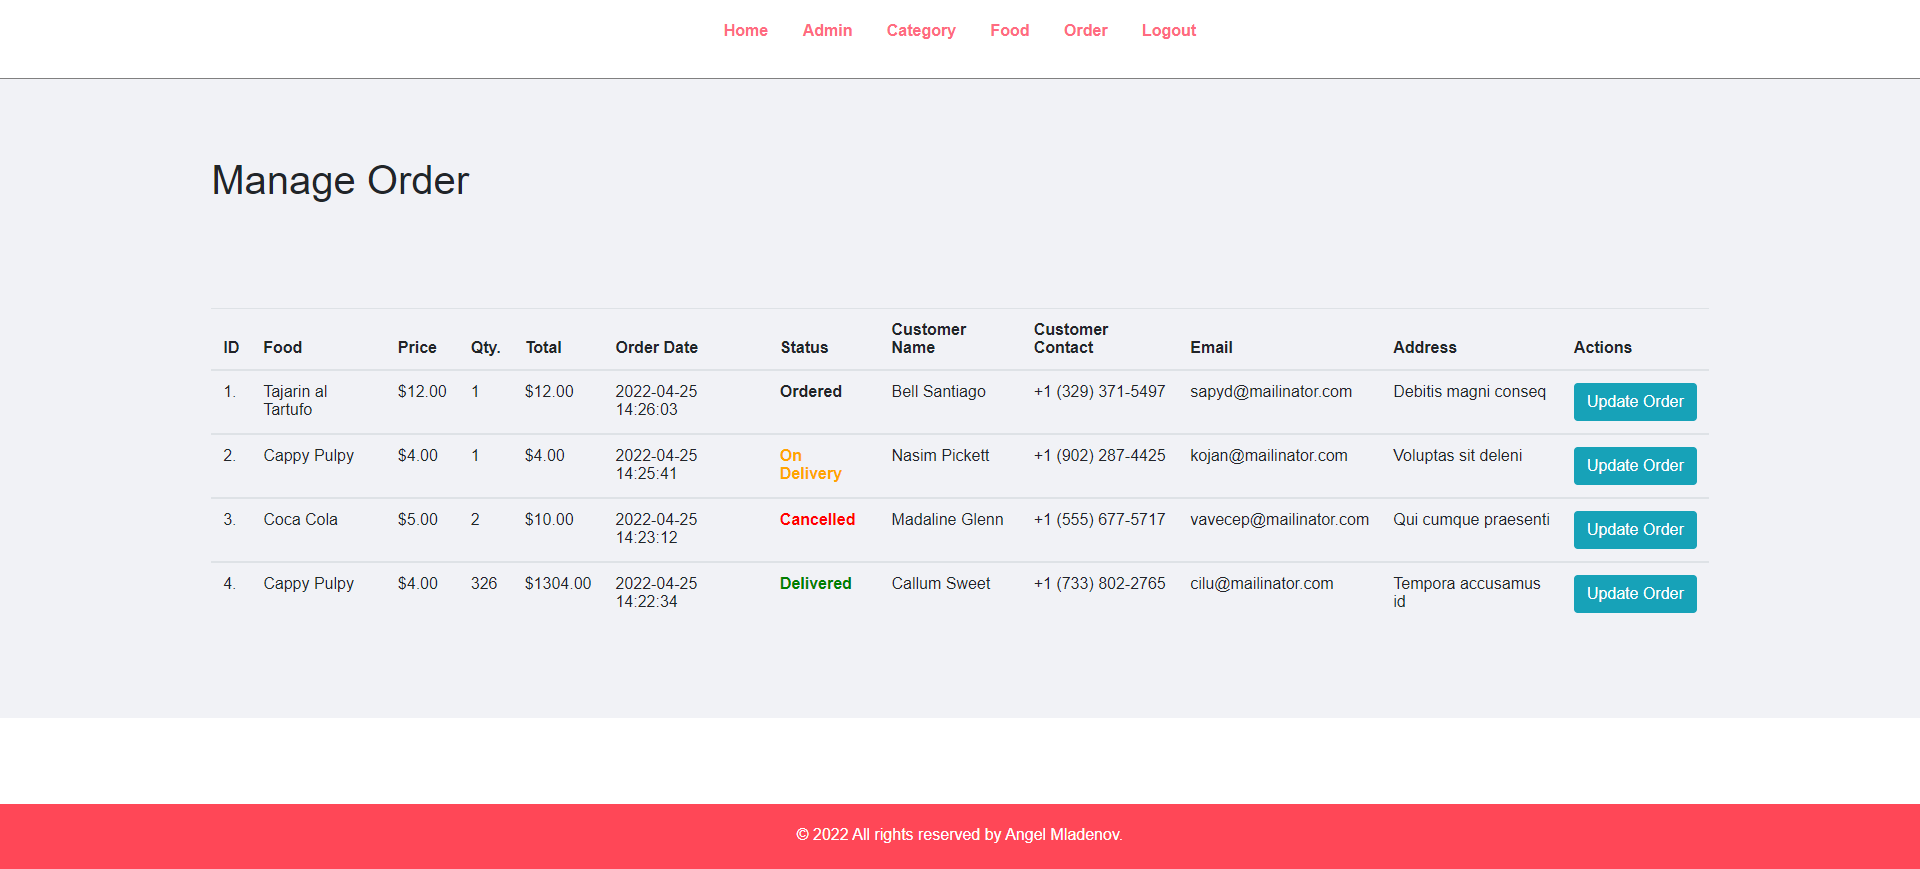 Home Admin Category Food Order Logout
Manage Order
ID Food Price Qty. Total Order Date Status Customer Name Customer Contact Email Address Actions
1. Tajarin al Tartufo $12.00 1 $12.00 2022-04-25 14:26:03 Ordered Bell Santiago +1 (329) 371-5497 sapyd@mailinator.com Debitis magni conseq Update Order
2. Cappy Pulpy $4.00 1 $4.00 2022-04-25 14:25:41 On Delivery Nasim Pickett +1 (902) 287-4425 kojan@mailinator.com Voluptas sit deleni Update Order
3. Coca Cola $5.00 2 $10.00 2022-04-25 14:23:12 Cancelled Madaline Glenn +1 (555) 677-5717 vavecep@mailinator.com Qui cumque praesenti Update Order
4. Cappy Pulpy $4.00 326 $1304.00 2022-04-25 14:22:34 Delivered Callum Sweet +1 (733) 802-2765 cilu@mailinator.com Tempora accusamus id Update Order
© 2022 All rights reserved by Angel Mladenov.